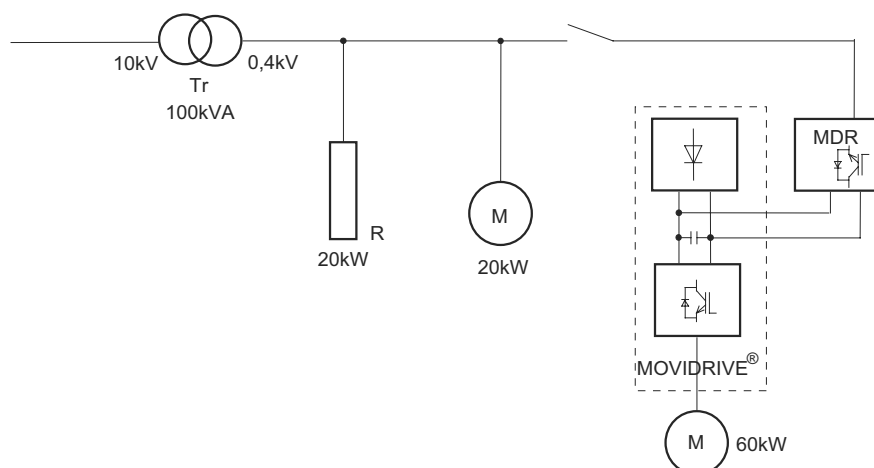 10kV
0,4kV
Tr
100kVA
MDR
R
20kW
M
20kW
MOVIDRIVE®
M
60kW